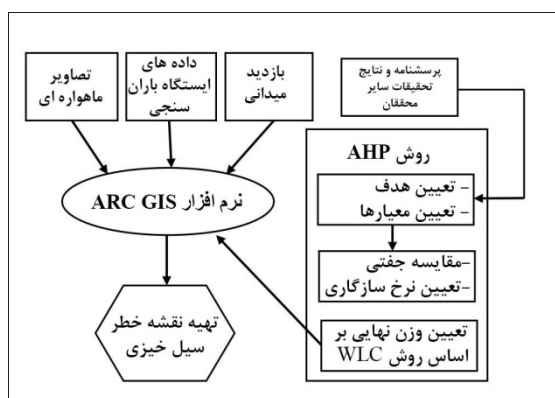 پرسشنامه و نتایج
تحقیقات سایر
محققان
بازدید
میدانی
داده های
ایستگاه باران
سنجی
تصاویر
ماهواره ای
روش AHP
- تعیین هدف
- تعیین معیارها
-مقایسه جفتی
-تعیین نرخ سازگاری
تعیین وزن نهایی بر
اساس روش WLC
نرم افزار ARC GIS
تهیه نقشه خطر
سیل خیزی